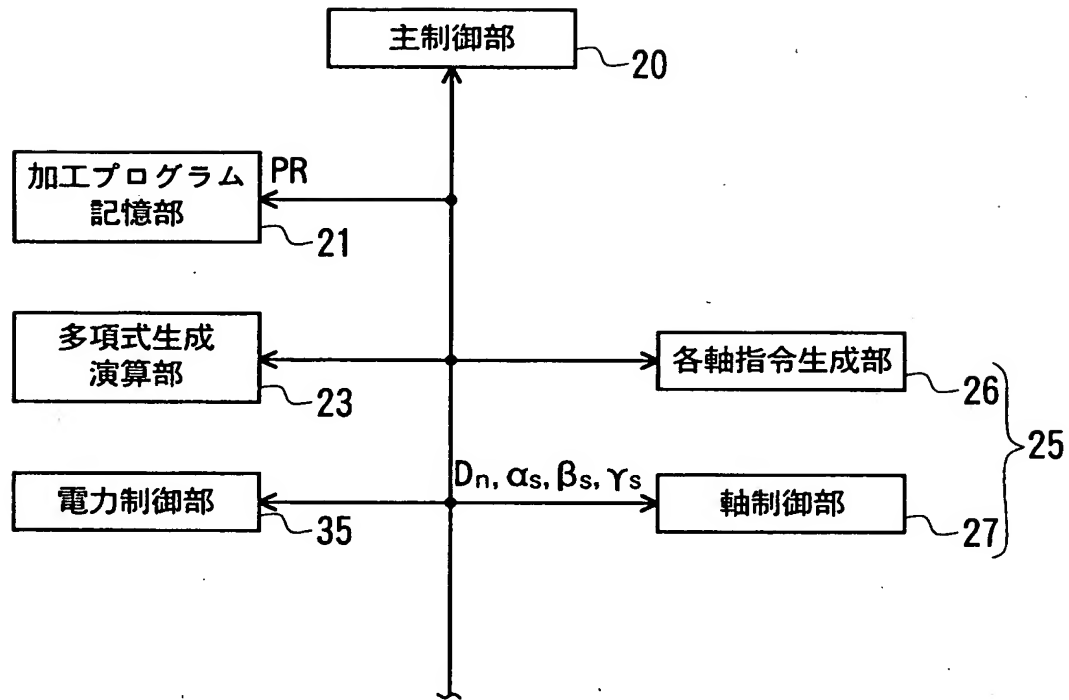 主制御部
20
加工プログラム
記憶部
PR
21
多項式生成
演算部
23
各軸指令生成部
26
25
電力制御部
35
Dn, αs, βs, γs
軸制御部
27